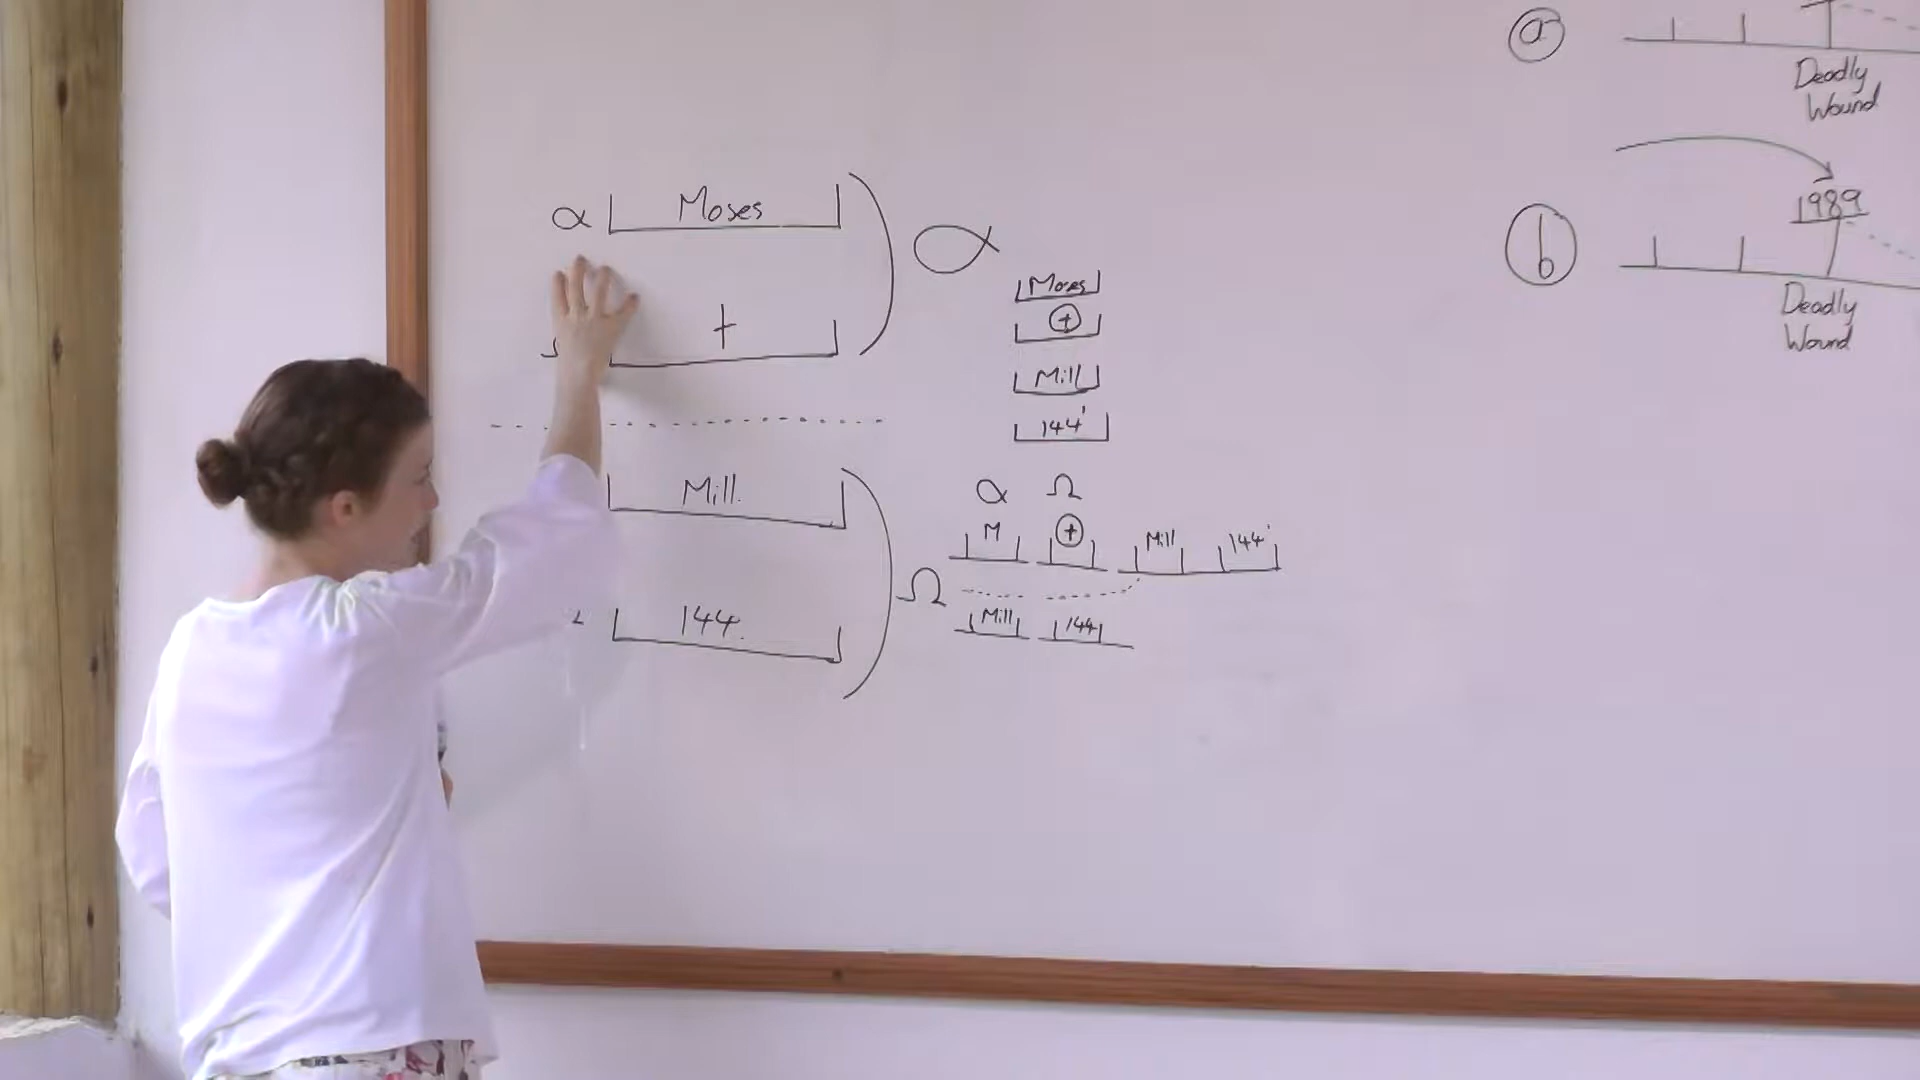 α Moses
†
Mill.
144.
α
Moses
+
Mill
144'
α Ω
M + Mill 144'
Ω
Mill 144
a
Deadly
Wound
1989
b
Deadly
Wound